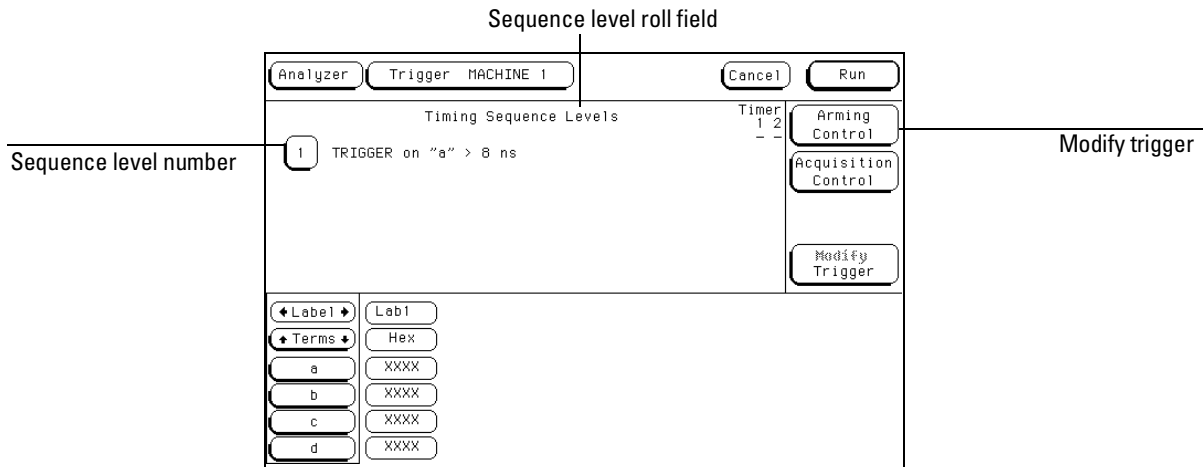 Sequence level roll field
Analyzer Trigger MACHINE 1 Cancel Run
Timing Sequence Levels
Timer
1 2
- -
Arming
Control
Modify trigger
Sequence level number
1 TRIGGER on "a" > 8 ns
Acquisition
Control
Modify
Trigger
Label Lab1
Terms Hex
a XXXX
b XXXX
c XXXX
d XXXX